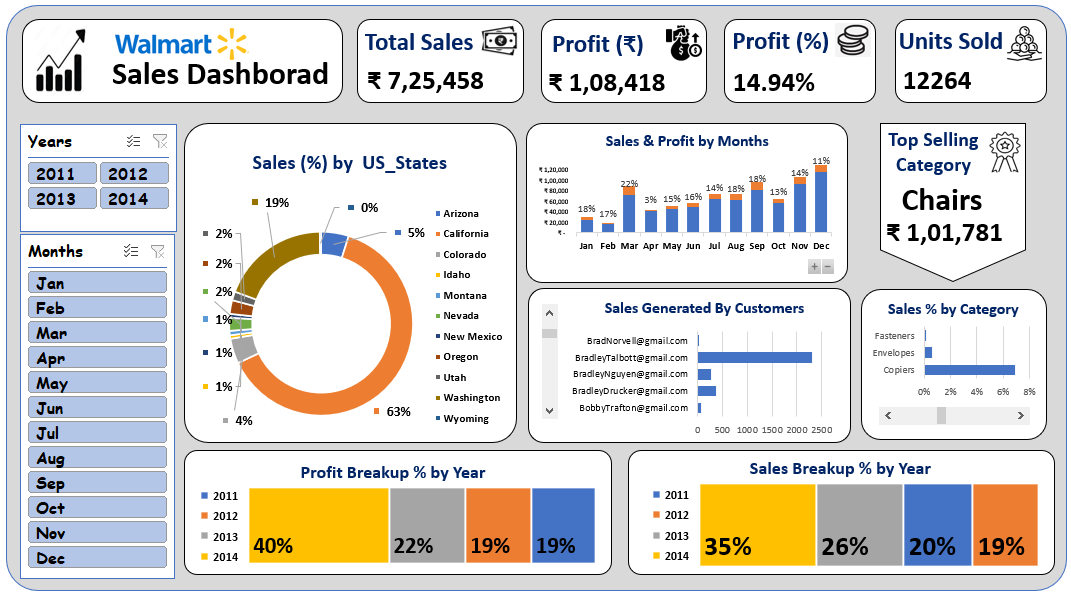 Walmart
Sales Dashborad
Total Sales
₹ 7,25,458
Profit (₹)
₹ 1,08,418
Profit (%)
14.94%
Units Sold
12264
Years
2011
2012
2013
2014
Months
Jan
Feb
Mar
Apr
May
Jun
Jul
Aug
Sep
Oct
Nov
Dec
Sales (%) by US_States
19%
0%
5%
2%
2%
2%
1%
1%
1%
4%
63%
Arizona
California
Colorado
Idaho
Montana
Nevada
New Mexico
Oregon
Utah
Washington
Wyoming
Sales & Profit by Months
₹ 1,20,000
₹ 1,00,000
₹ 80,000
₹ 60,000
₹ 40,000
₹ 20,000
₹ -
18% 17% 22% 3% 15% 16% 14% 18% 18% 13% 14% 11%
Jan Feb Mar Apr May Jun Jul Aug Sep Oct Nov Dec
+ −
Top Selling
Category
Chairs
₹ 1,01,781
Sales Generated By Customers
BradNorvell@gmail.com
BradleyTalbott@gmail.com
BradleyNguyen@gmail.com
BradleyDrucker@gmail.com
BobbyTrafton@gmail.com
0 500 1000 1500 2000 2500
Sales % by Category
Fasteners
Envelopes
Copiers
0% 2% 4% 6% 8%
Profit Breakup % by Year
2011
2012
2013
2014
40% 22% 19% 19%
Sales Breakup % by Year
2011
2012
2013
2014
35% 26% 20% 19%